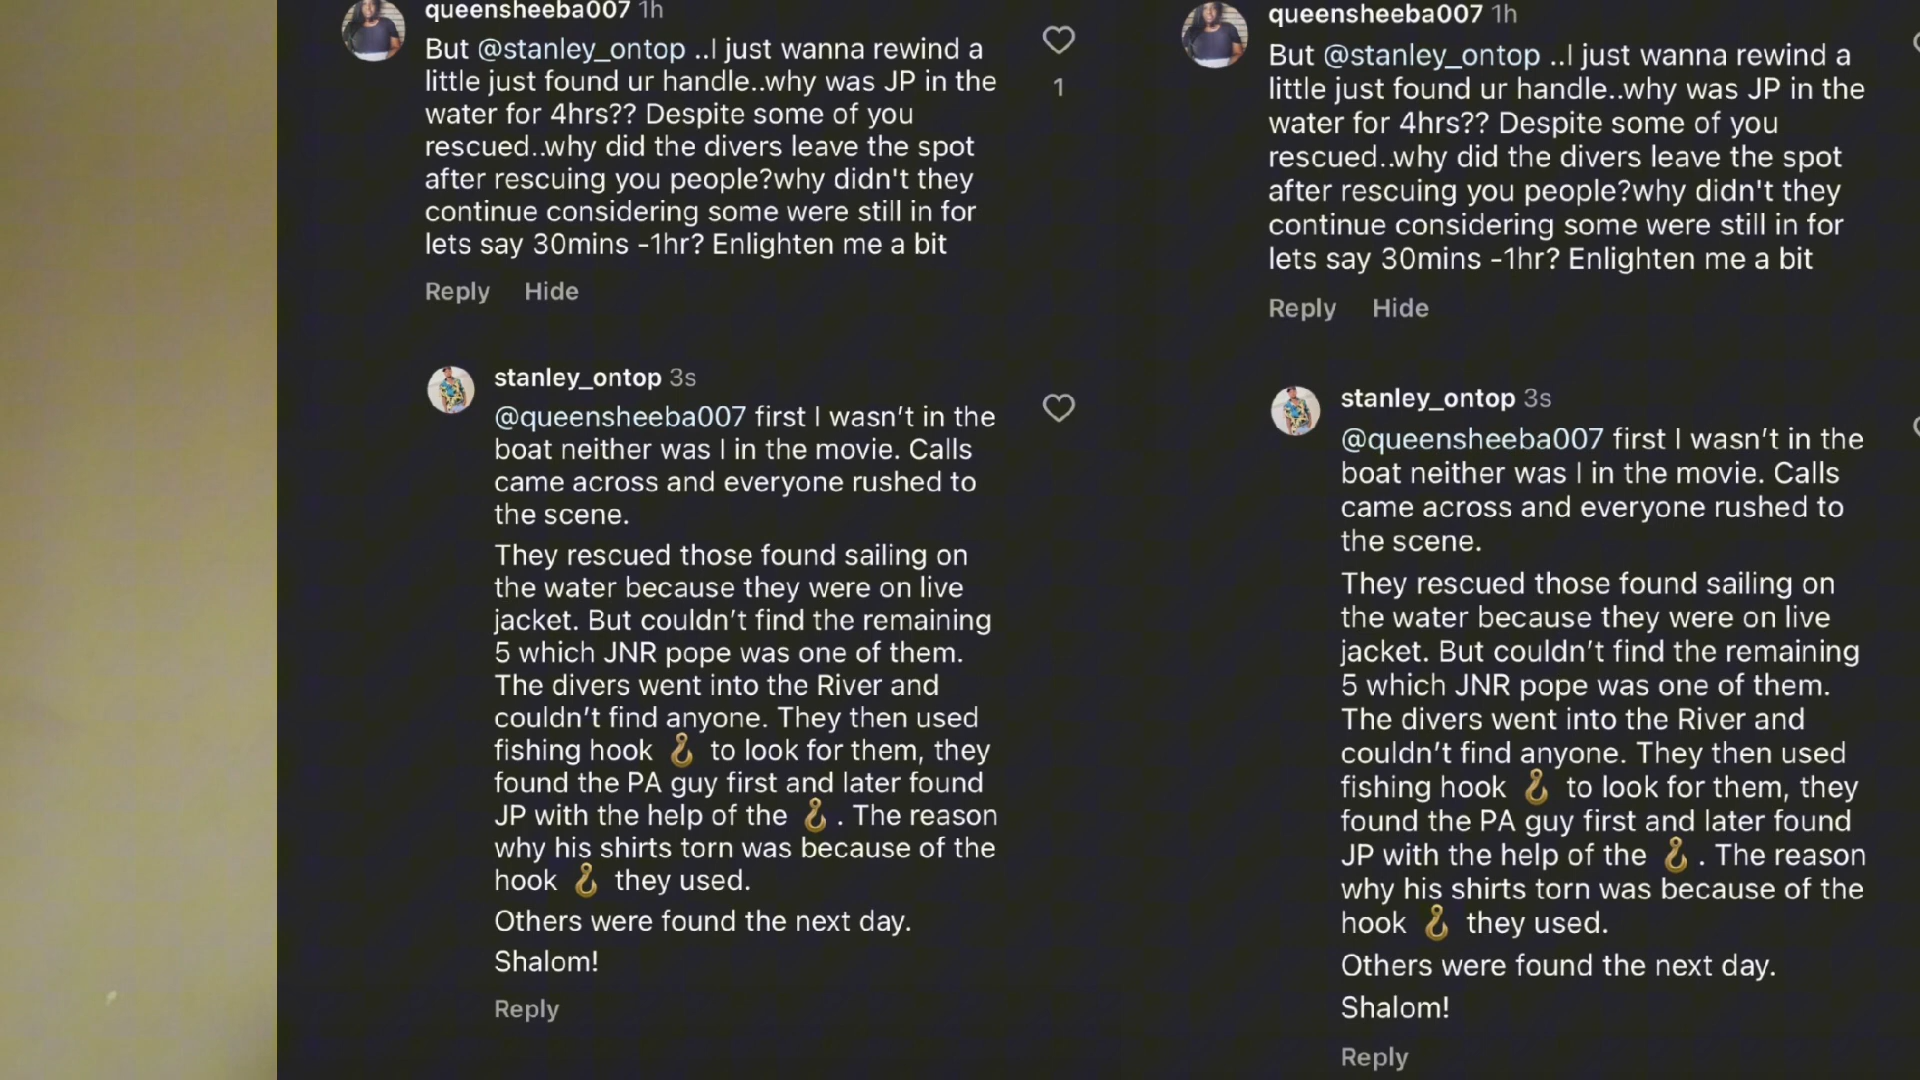 queensheeba007 1h
But @stanley_ontop ..I just wanna rewind a
little just found ur handle..why was JP in the
water for 4hrs?? Despite some of you
rescued..why did the divers leave the spot
after rescuing you people?why didn't they
continue considering some were still in for
lets say 30mins -1hr? Enlighten me a bit
1
Reply Hide
stanley_ontop 3s
@queensheeba007 first I wasn't in the
boat neither was I in the movie. Calls
came across and everyone rushed to
the scene.
They rescued those found sailing on
the water because they were on live
jacket. But couldn't find the remaining
5 which JNR pope was one of them.
The divers went into the River and
couldn't find anyone. They then used
fishing hook 🪝 to look for them, they
found the PA guy first and later found
JP with the help of the 🪝 . The reason
why his shirts torn was because of the
hook 🪝 they used.
Others were found the next day.
Shalom!
Reply
queensheeba007 1h
But @stanley_ontop ..I just wanna rewind a
little just found ur handle..why was JP in the
water for 4hrs?? Despite some of you
rescued..why did the divers leave the spot
after rescuing you people?why didn't they
continue considering some were still in for
lets say 30mins -1hr? Enlighten me a bit
Reply Hide
stanley_ontop 3s
@queensheeba007 first I wasn't in the
boat neither was I in the movie. Calls
came across and everyone rushed to
the scene.
They rescued those found sailing on
the water because they were on live
jacket. But couldn't find the remaining
5 which JNR pope was one of them.
The divers went into the River and
couldn't find anyone. They then used
fishing hook 🪝 to look for them, they
found the PA guy first and later found
JP with the help of the 🪝 . The reason
why his shirts torn was because of the
hook 🪝 they used.
Others were found the next day.
Shalom!
Reply